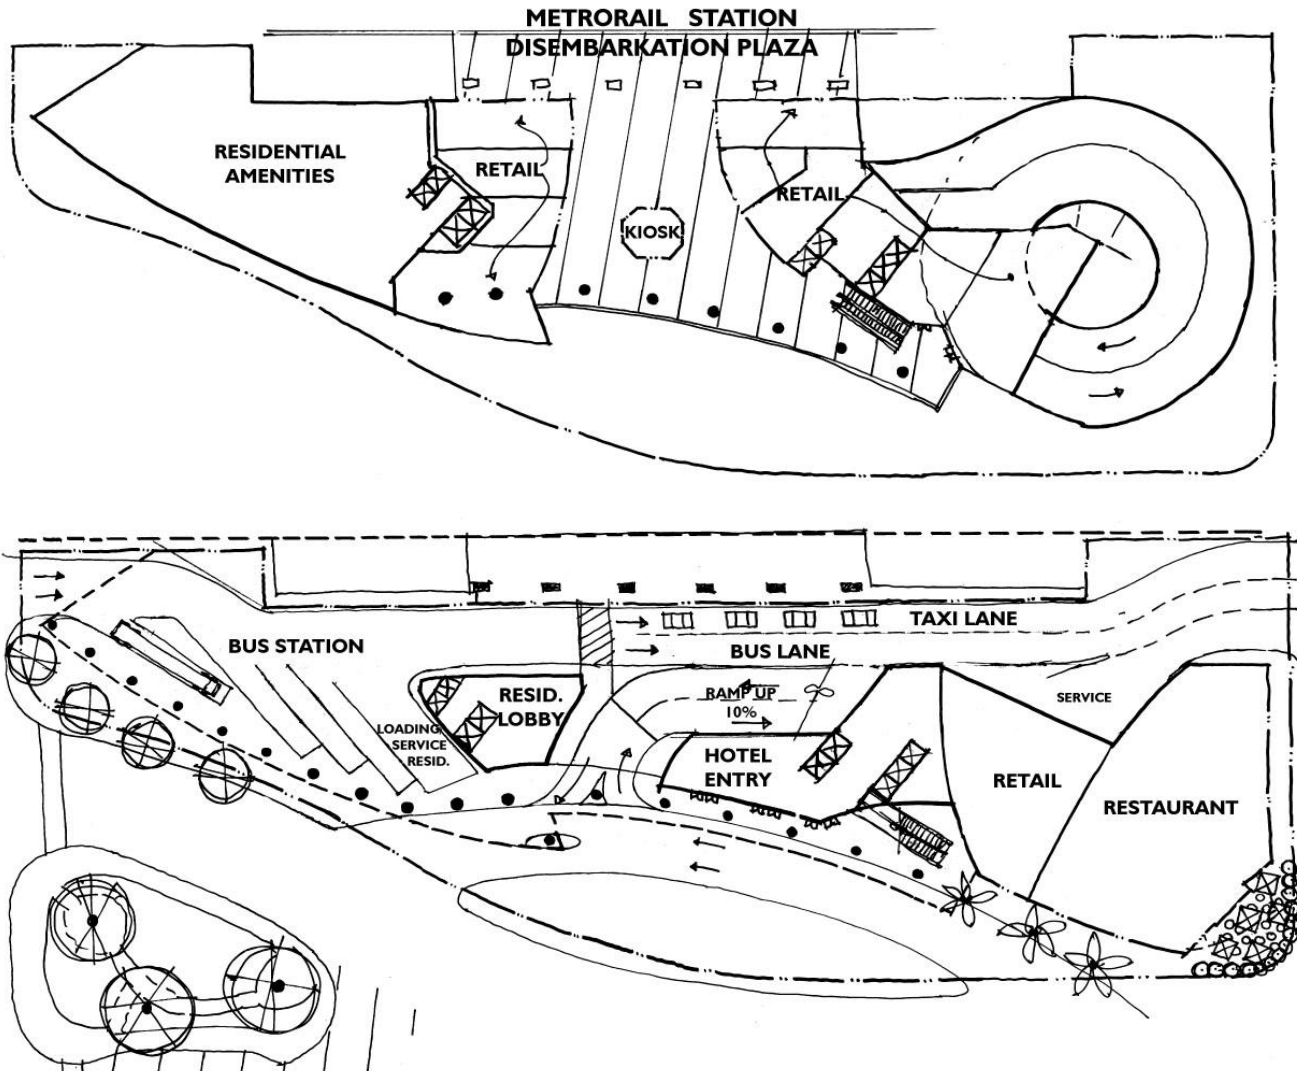 METRORAIL STATION
DISEMBARKATION PLAZA
RESIDENTIAL
AMENITIES
RETAIL
RETAIL
KIOSK
TAXI LANE
BUS STATION
BUS LANE
RESID.
LOBBY
RAMP UP
10%
SERVICE
LOADING/
SERVICE
RESID.
HOTEL
ENTRY
RETAIL
RESTAURANT